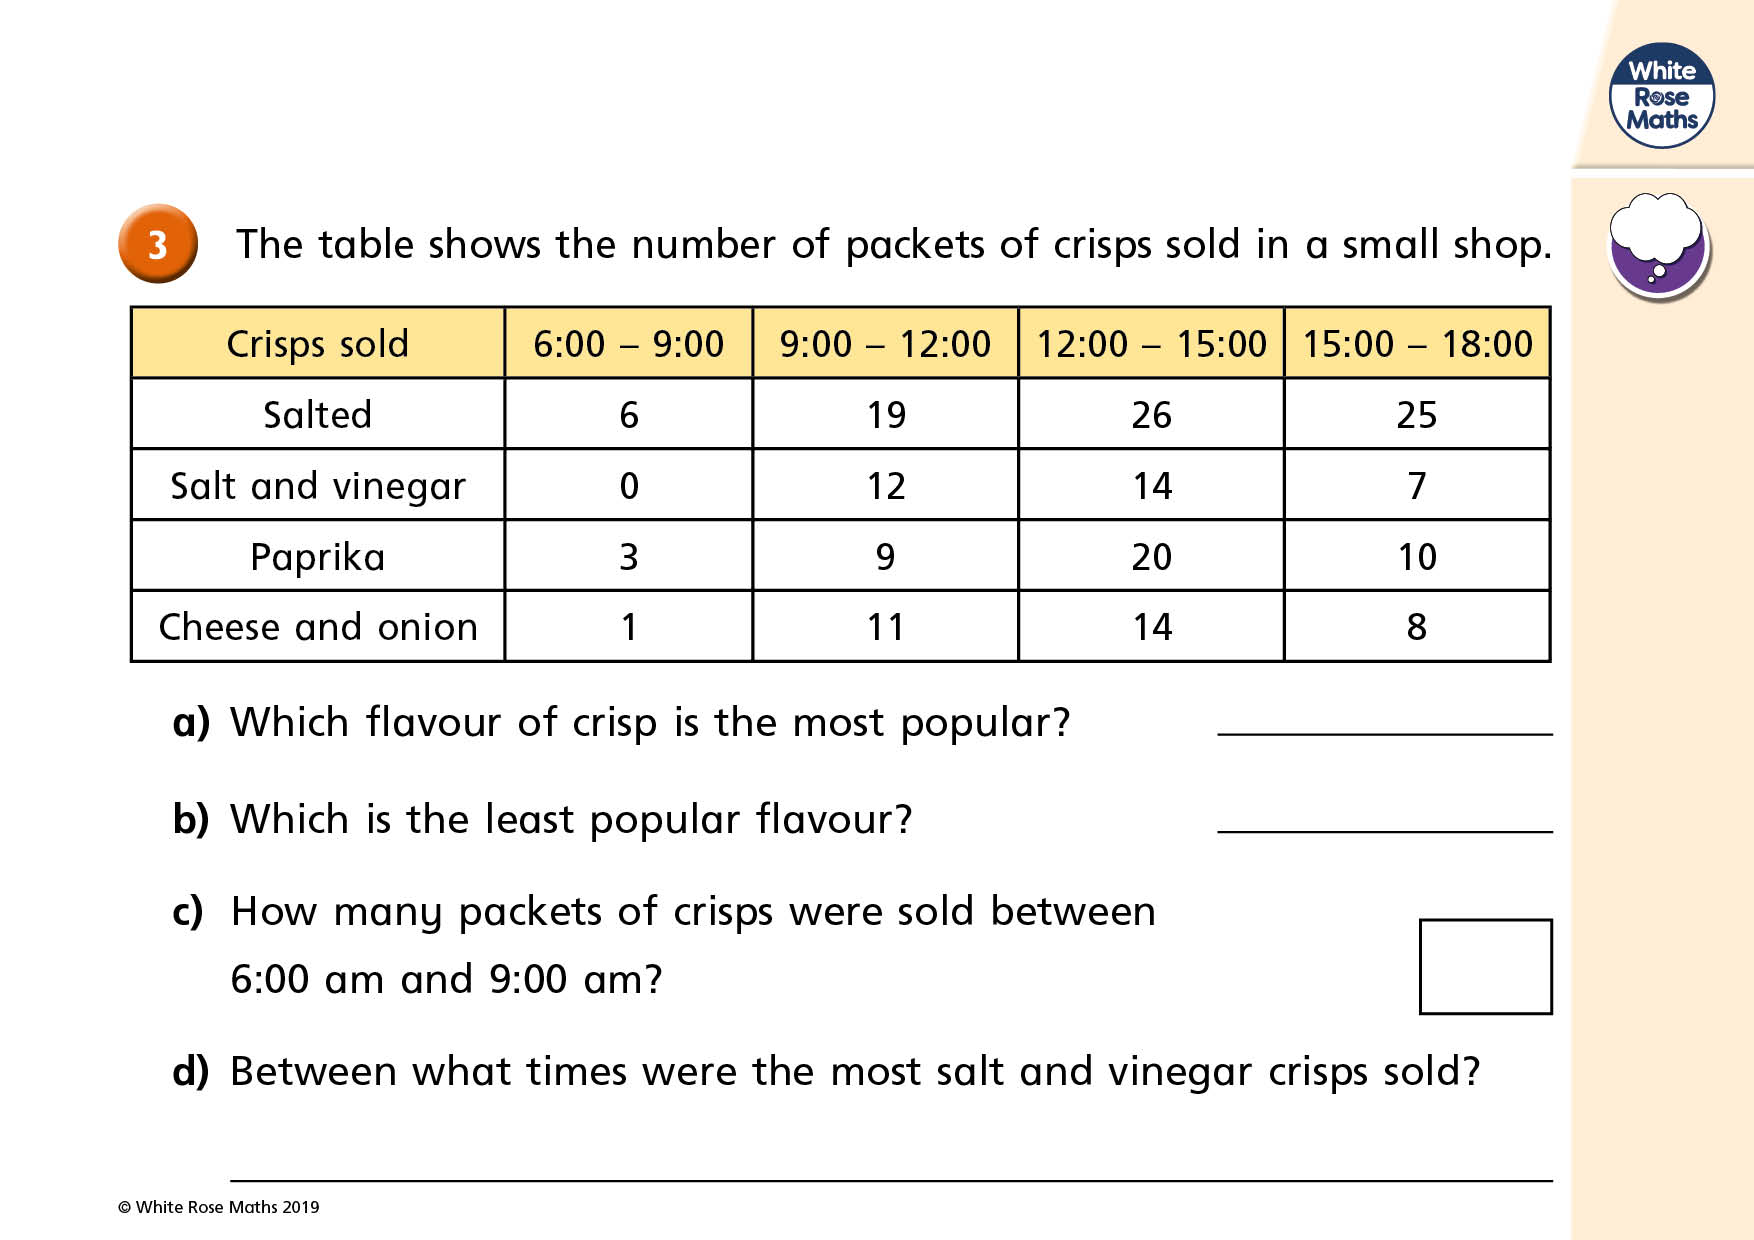 White
Rose
Maths
3 The table shows the number of packets of crisps sold in a small shop.
Crisps sold 6:00 – 9:00 9:00 – 12:00 12:00 – 15:00 15:00 – 18:00
Salted 6 19 26 25
Salt and vinegar 0 12 14 7
Paprika 3 9 20 10
Cheese and onion 1 11 14 8
a) Which flavour of crisp is the most popular?
b) Which is the least popular flavour?
c) How many packets of crisps were sold between
6:00 am and 9:00 am?
d) Between what times were the most salt and vinegar crisps sold?
© White Rose Maths 2019